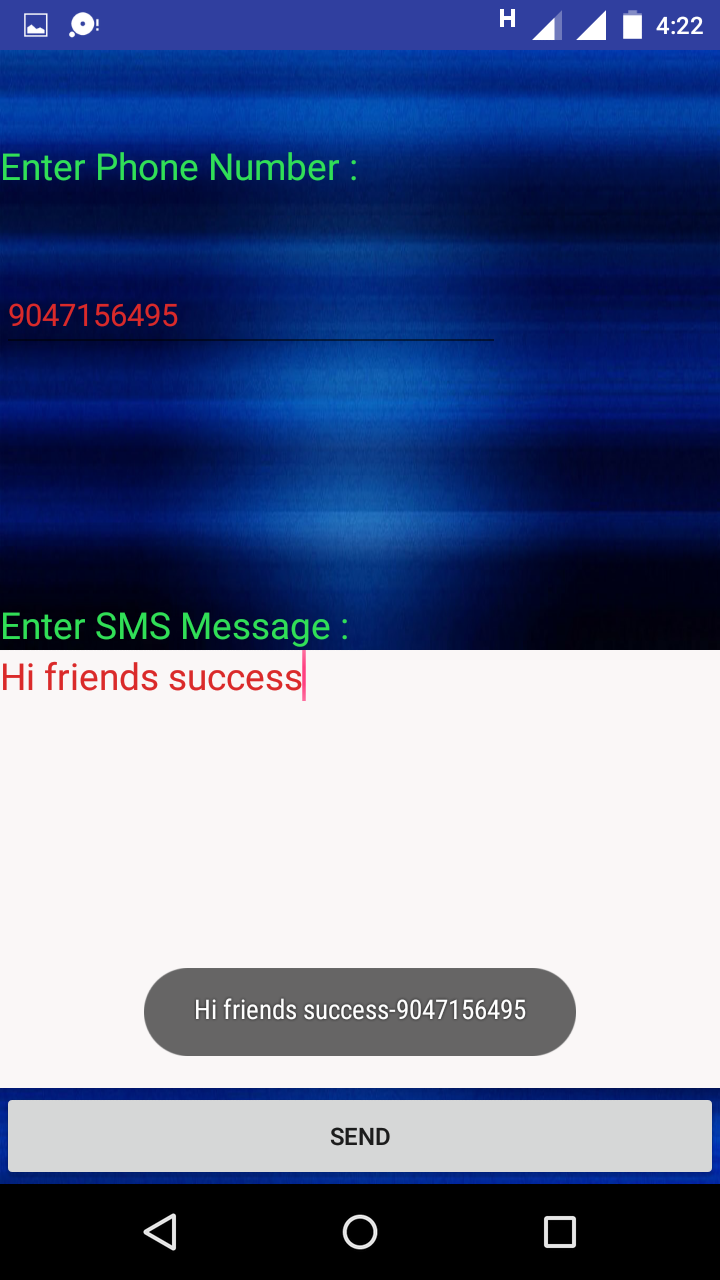 H 4:22
Enter Phone Number :
9047156495
Enter SMS Message :
Hi friends success
Hi friends success-9047156495
SEND